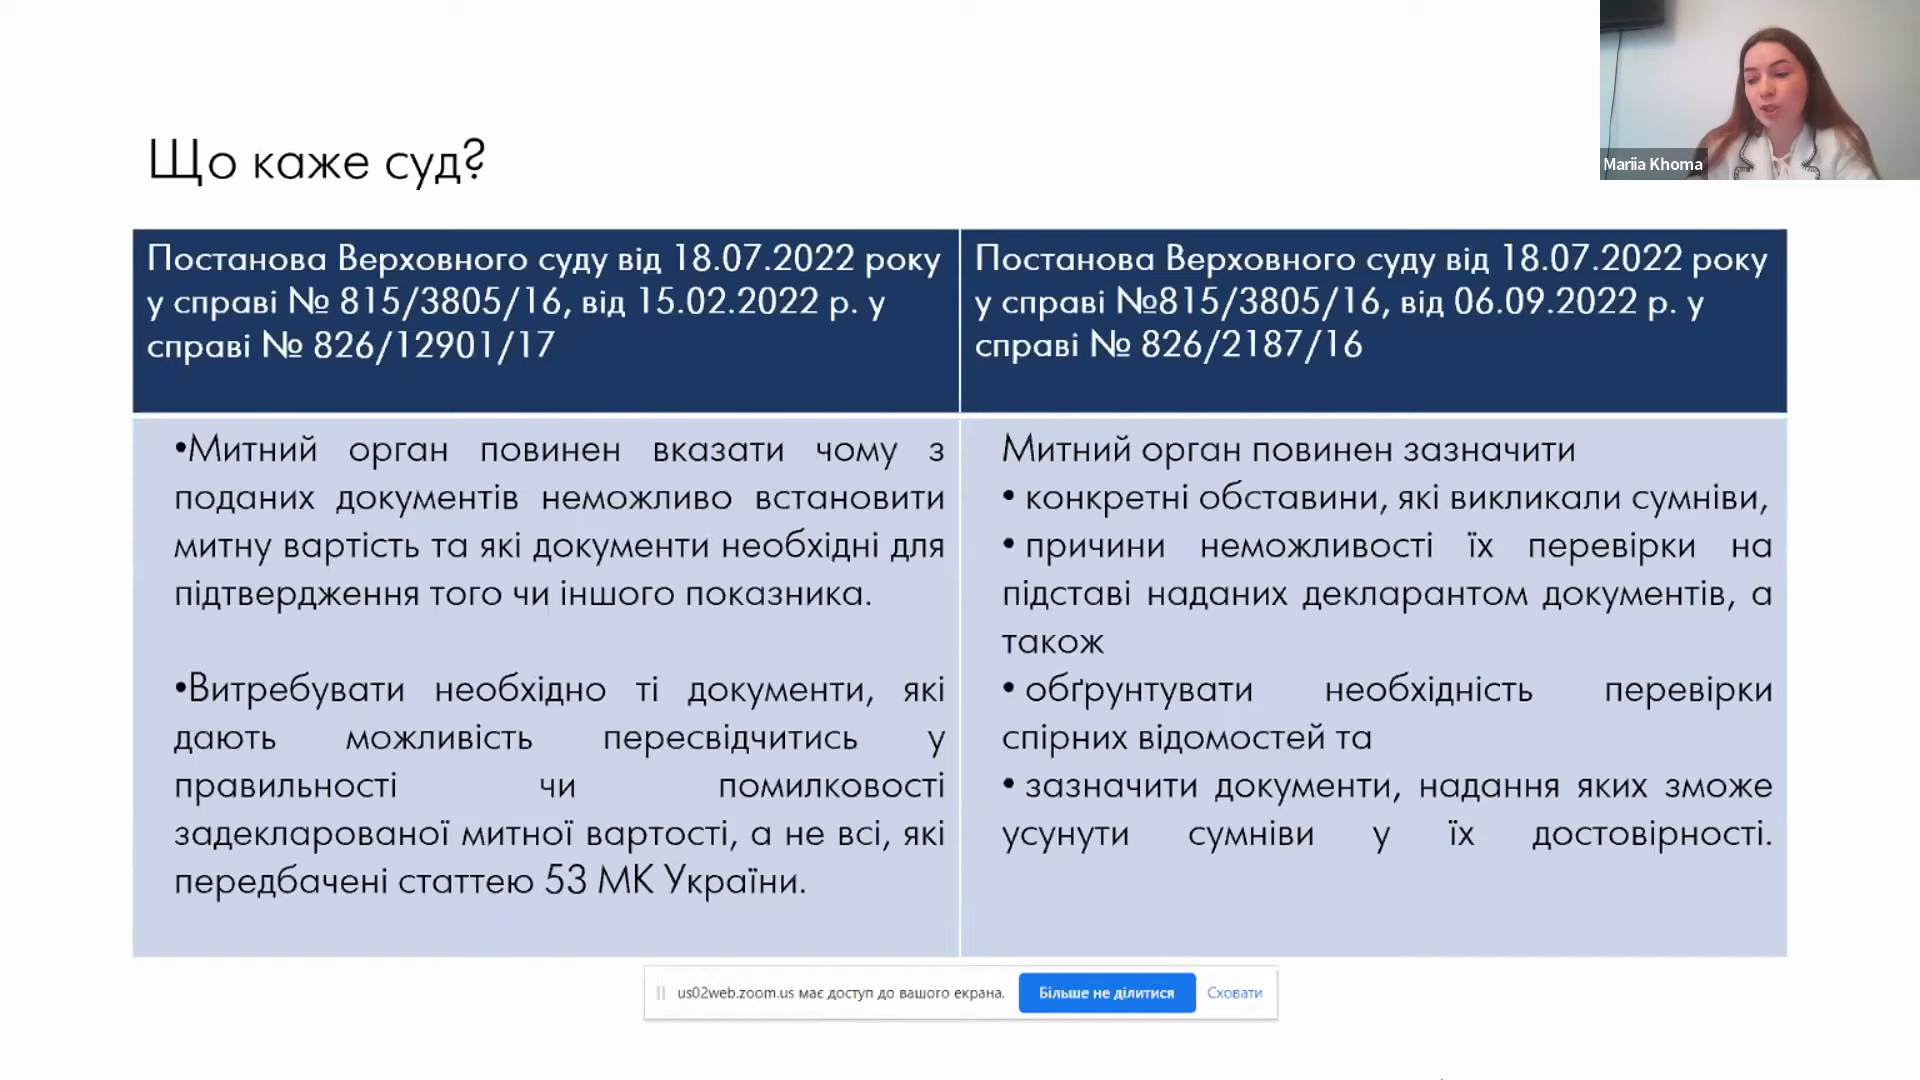 Mariia Khoma
Що каже суд?
Постанова Верховного суду від 18.07.2022 року
у справі № 815/3805/16, від 15.02.2022 р. у
справі № 826/12901/17
Постанова Верховного суду від 18.07.2022 року
у справі №815/3805/16, від 06.09.2022 р. у
справі № 826/2187/16
•Митний орган повинен вказати чому з
поданих документів неможливо встановити
митну вартість та які документи необхідні для
підтвердження того чи іншого показника.
•Витребувати необхідно ті документи, які
дають можливість пересвідчитись у
правильності чи помилковості
задекларованої митної вартості, а не всі, які
передбачені статтею 53 МК України.
Митний орган повинен зазначити
• конкретні обставини, які викликали сумніви,
• причини неможливості їх перевірки на
підставі наданих декларантом документів, а
також
• обґрунтувати необхідність перевірки
спірних відомостей та
• зазначити документи, надання яких зможе
усунути сумніви у їх достовірності.
us02web.zoom.us має доступ до вашого екрана.
Більше не ділитися
Сховати